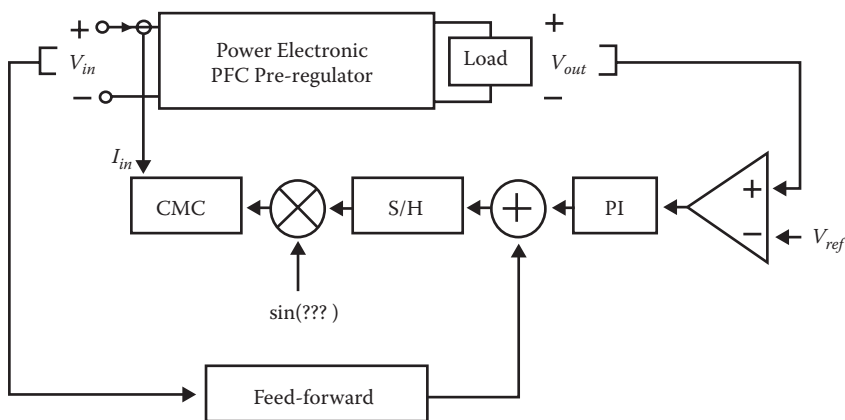 +
V_in
−
Power Electronic
PFC Pre-regulator
Load
+
V_out
−
I_in
CMC
S/H
+
PI
+
−
V_ref
sin(??? )
Feed-forward